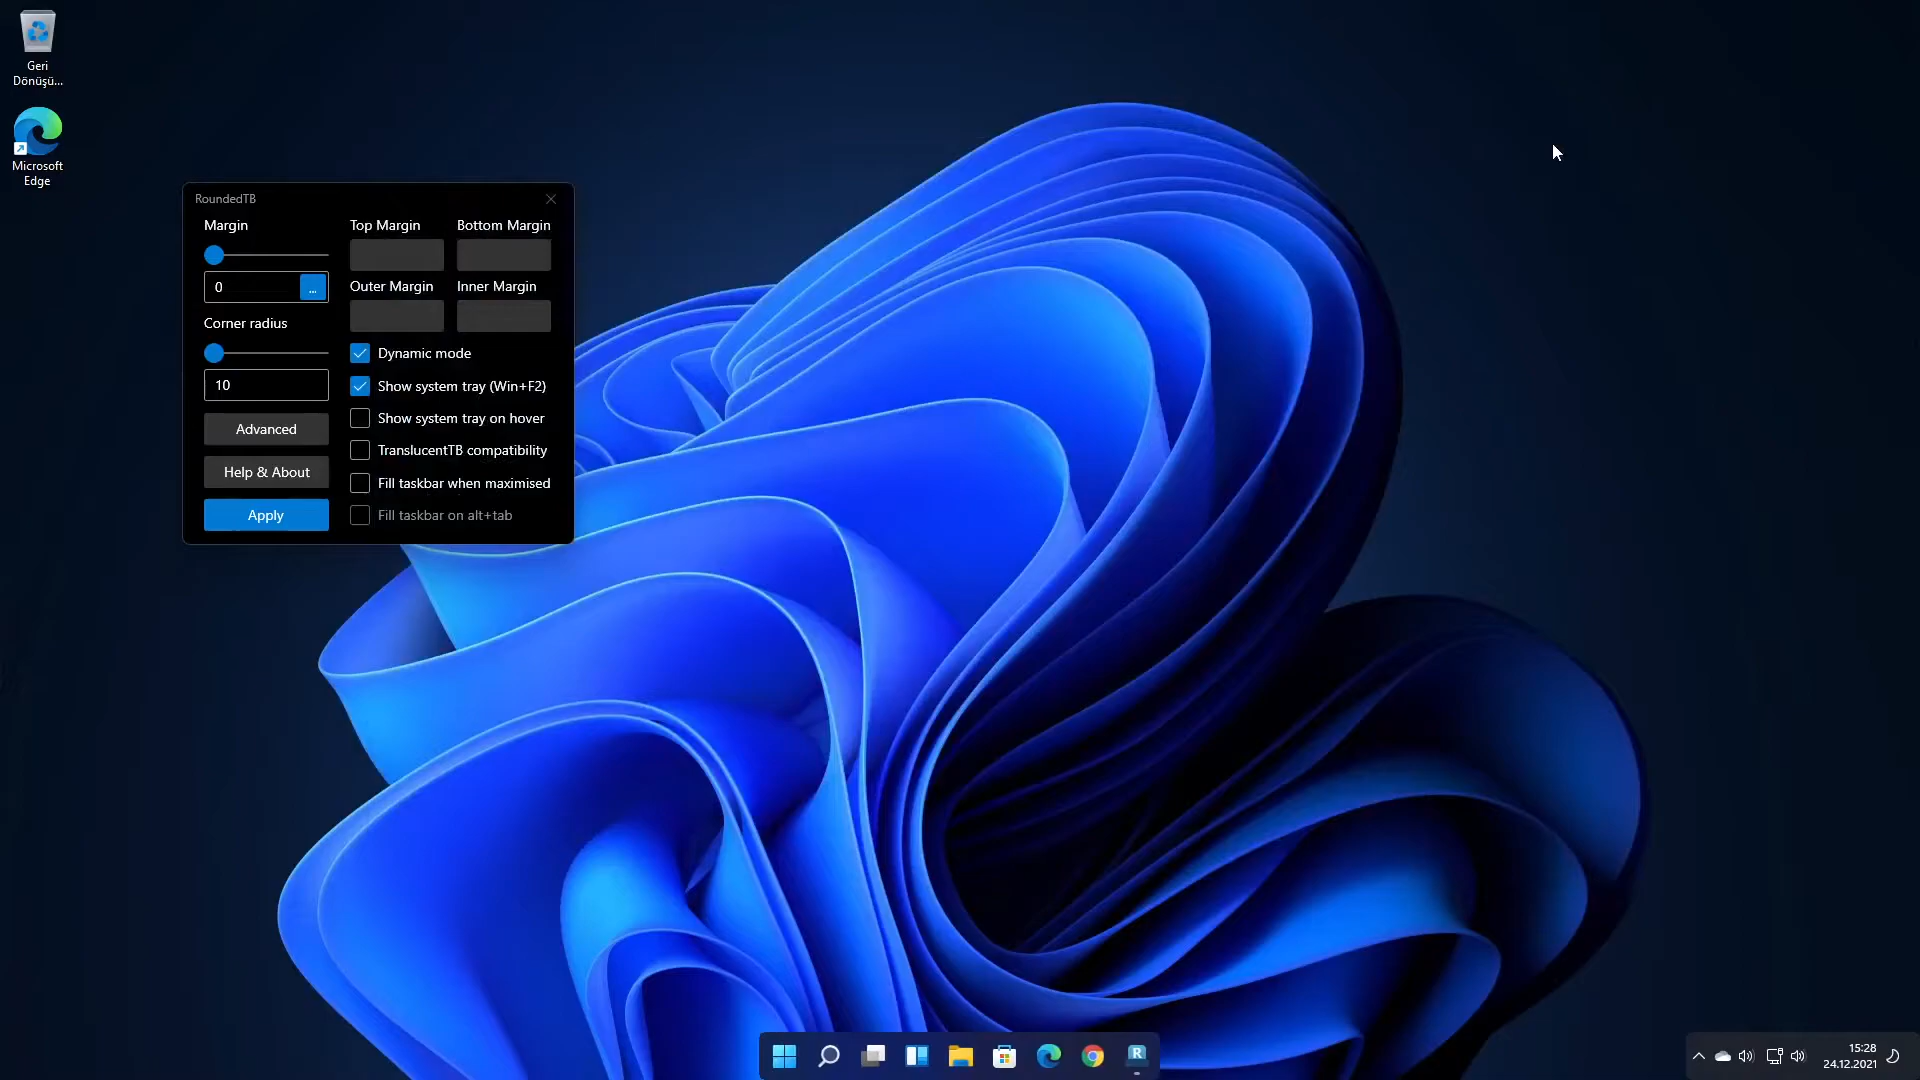 Geri
Dönüşü...
Microsoft
Edge
RoundedTB
Margin
Top Margin
Bottom Margin
0
...
Outer Margin
Inner Margin
Corner radius
Dynamic mode
10
Show system tray (Win+F2)
Show system tray on hover
Advanced
TranslucentTB compatibility
Help & About
Fill taskbar when maximised
Apply
Fill taskbar on alt+tab
R
15:28
24.12.2021